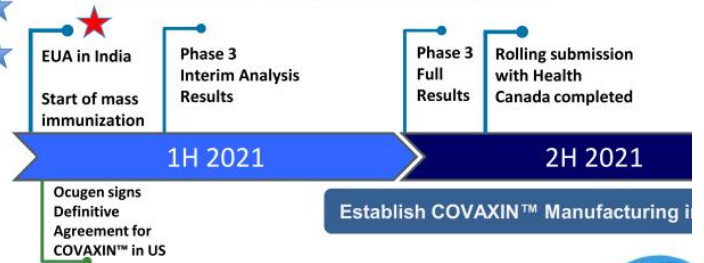 EUA in India
Start of mass
immunization
Phase 3
Interim Analysis
Results
Phase 3
Full
Results
Rolling submission
with Health
Canada completed
1H 2021
2H 2021
Ocugen signs
Definitive
Agreement for
COVAXIN™ in US
Establish COVAXIN™ Manufacturing